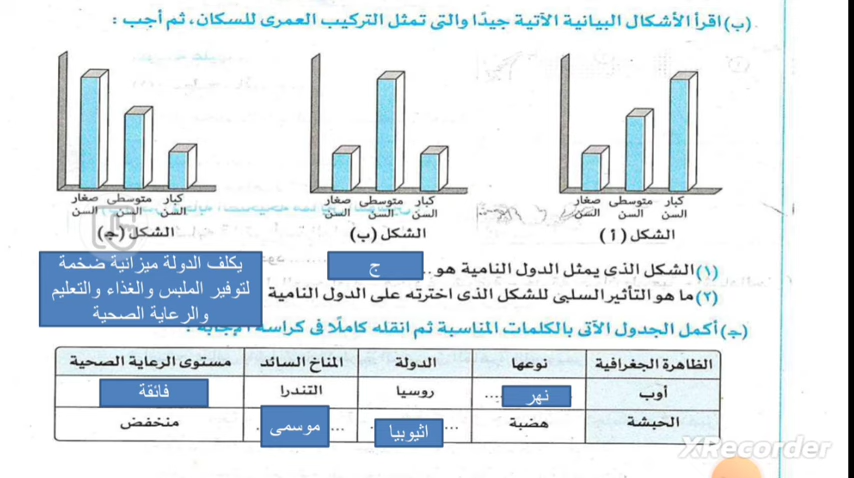 (ب) اقرأ الأشكال البيانية الآتية جيدًا والتى تمثل التركيب العمرى للسكان، ثم أجب :
صغار السن
متوسطى السن
كبار السن
الشكل (أ)
صغار السن
متوسطى السن
كبار السن
الشكل (ب)
صغار السن
متوسطى السن
كبار السن
الشكل (ج)
(١) الشكل الذى يمثل الدول النامية هو .. ج
(٢) ما هو التأثير السلبى للشكل الذى اخترته على الدول النامية
يكلف الدولة ميزانية ضخمة
لتوفير الملبس والغذاء والتعليم
والرعاية الصحية
(ج) أكمل الجدول الآتى بالكلمات المناسبة ثم انقله كاملًا فى كراسة الإجابة :
الظاهرة الجغرافية نوعها الدولة المناخ السائد مستوى الرعاية الصحية
أوب نهر .... روسيا التندرا فائقة
الحبشة هضبة اثيوبيا موسمى منخفض
XRecorder